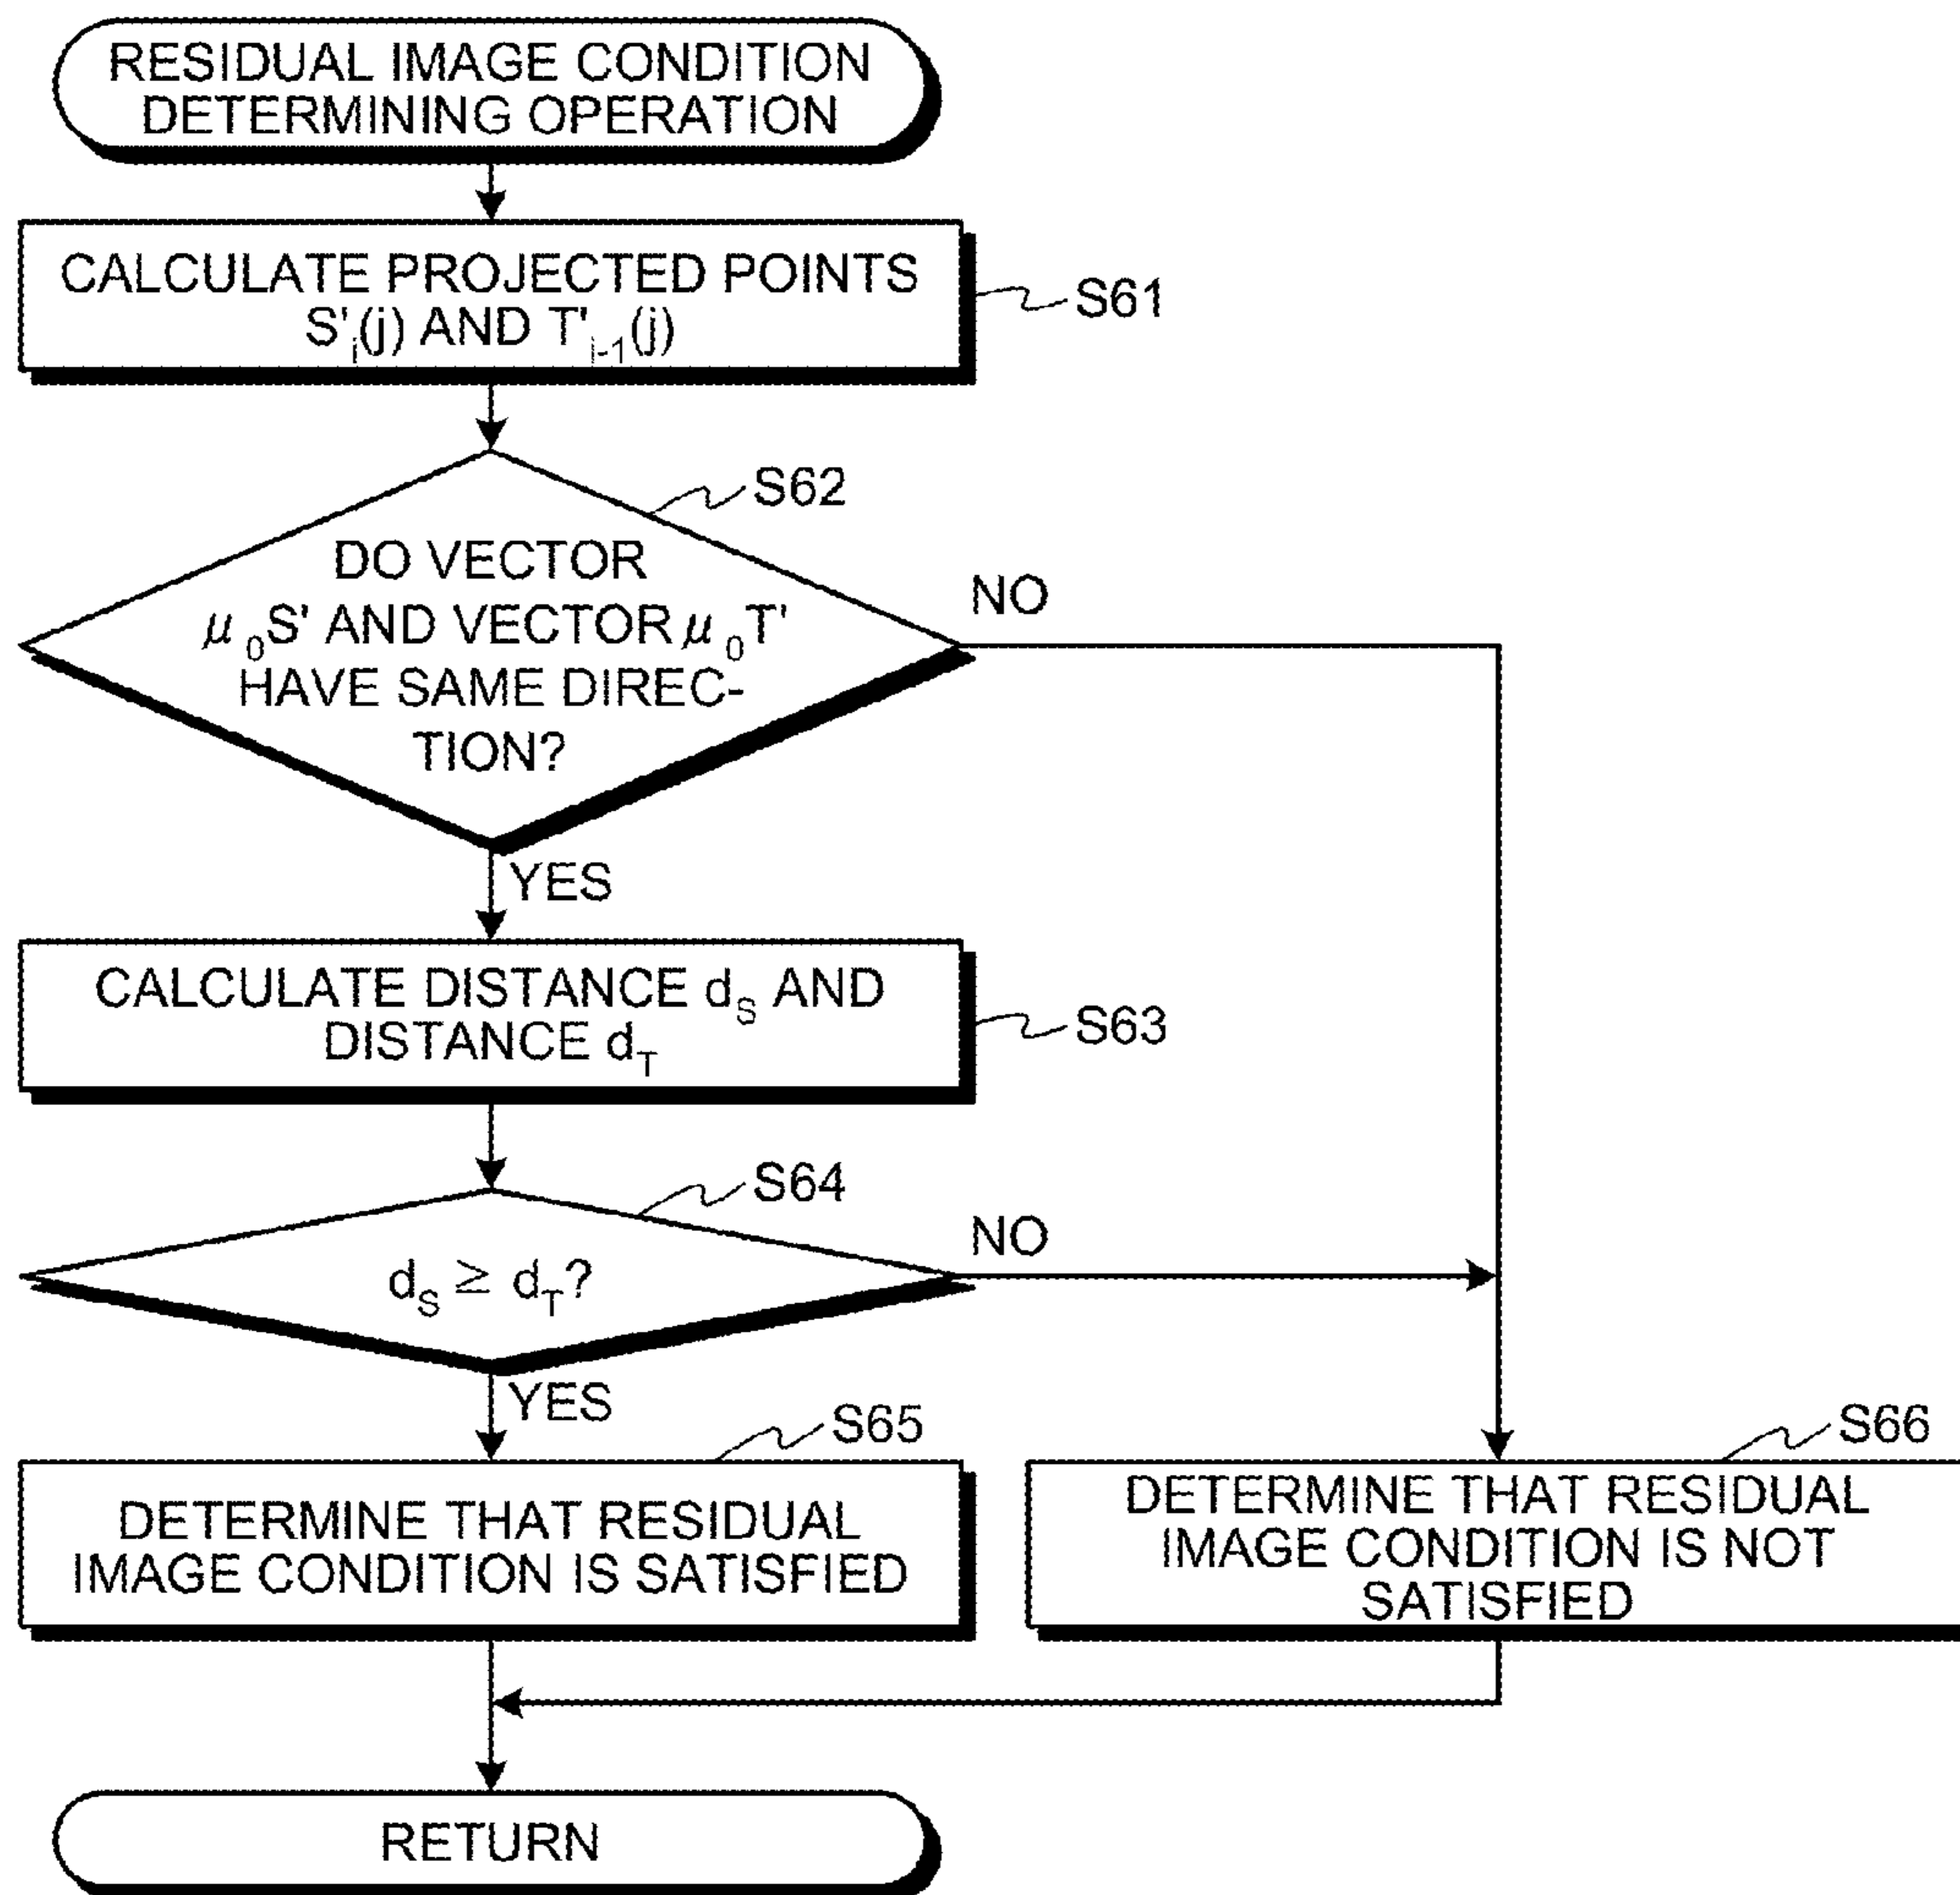 RESIDUAL IMAGE CONDITION
DETERMINING OPERATION
CALCULATE PROJECTED POINTS
S'i(j) AND T'i-1(j)
S61
S62
DO VECTOR
μ0S' AND VECTOR μ0T'
HAVE SAME DIREC-
TION?
NO
YES
CALCULATE DISTANCE dS AND
DISTANCE dT
S63
S64
dS ≥ dT?
NO
YES
S65
DETERMINE THAT RESIDUAL
IMAGE CONDITION IS SATISFIED
S66
DETERMINE THAT RESIDUAL
IMAGE CONDITION IS NOT
SATISFIED
RETURN